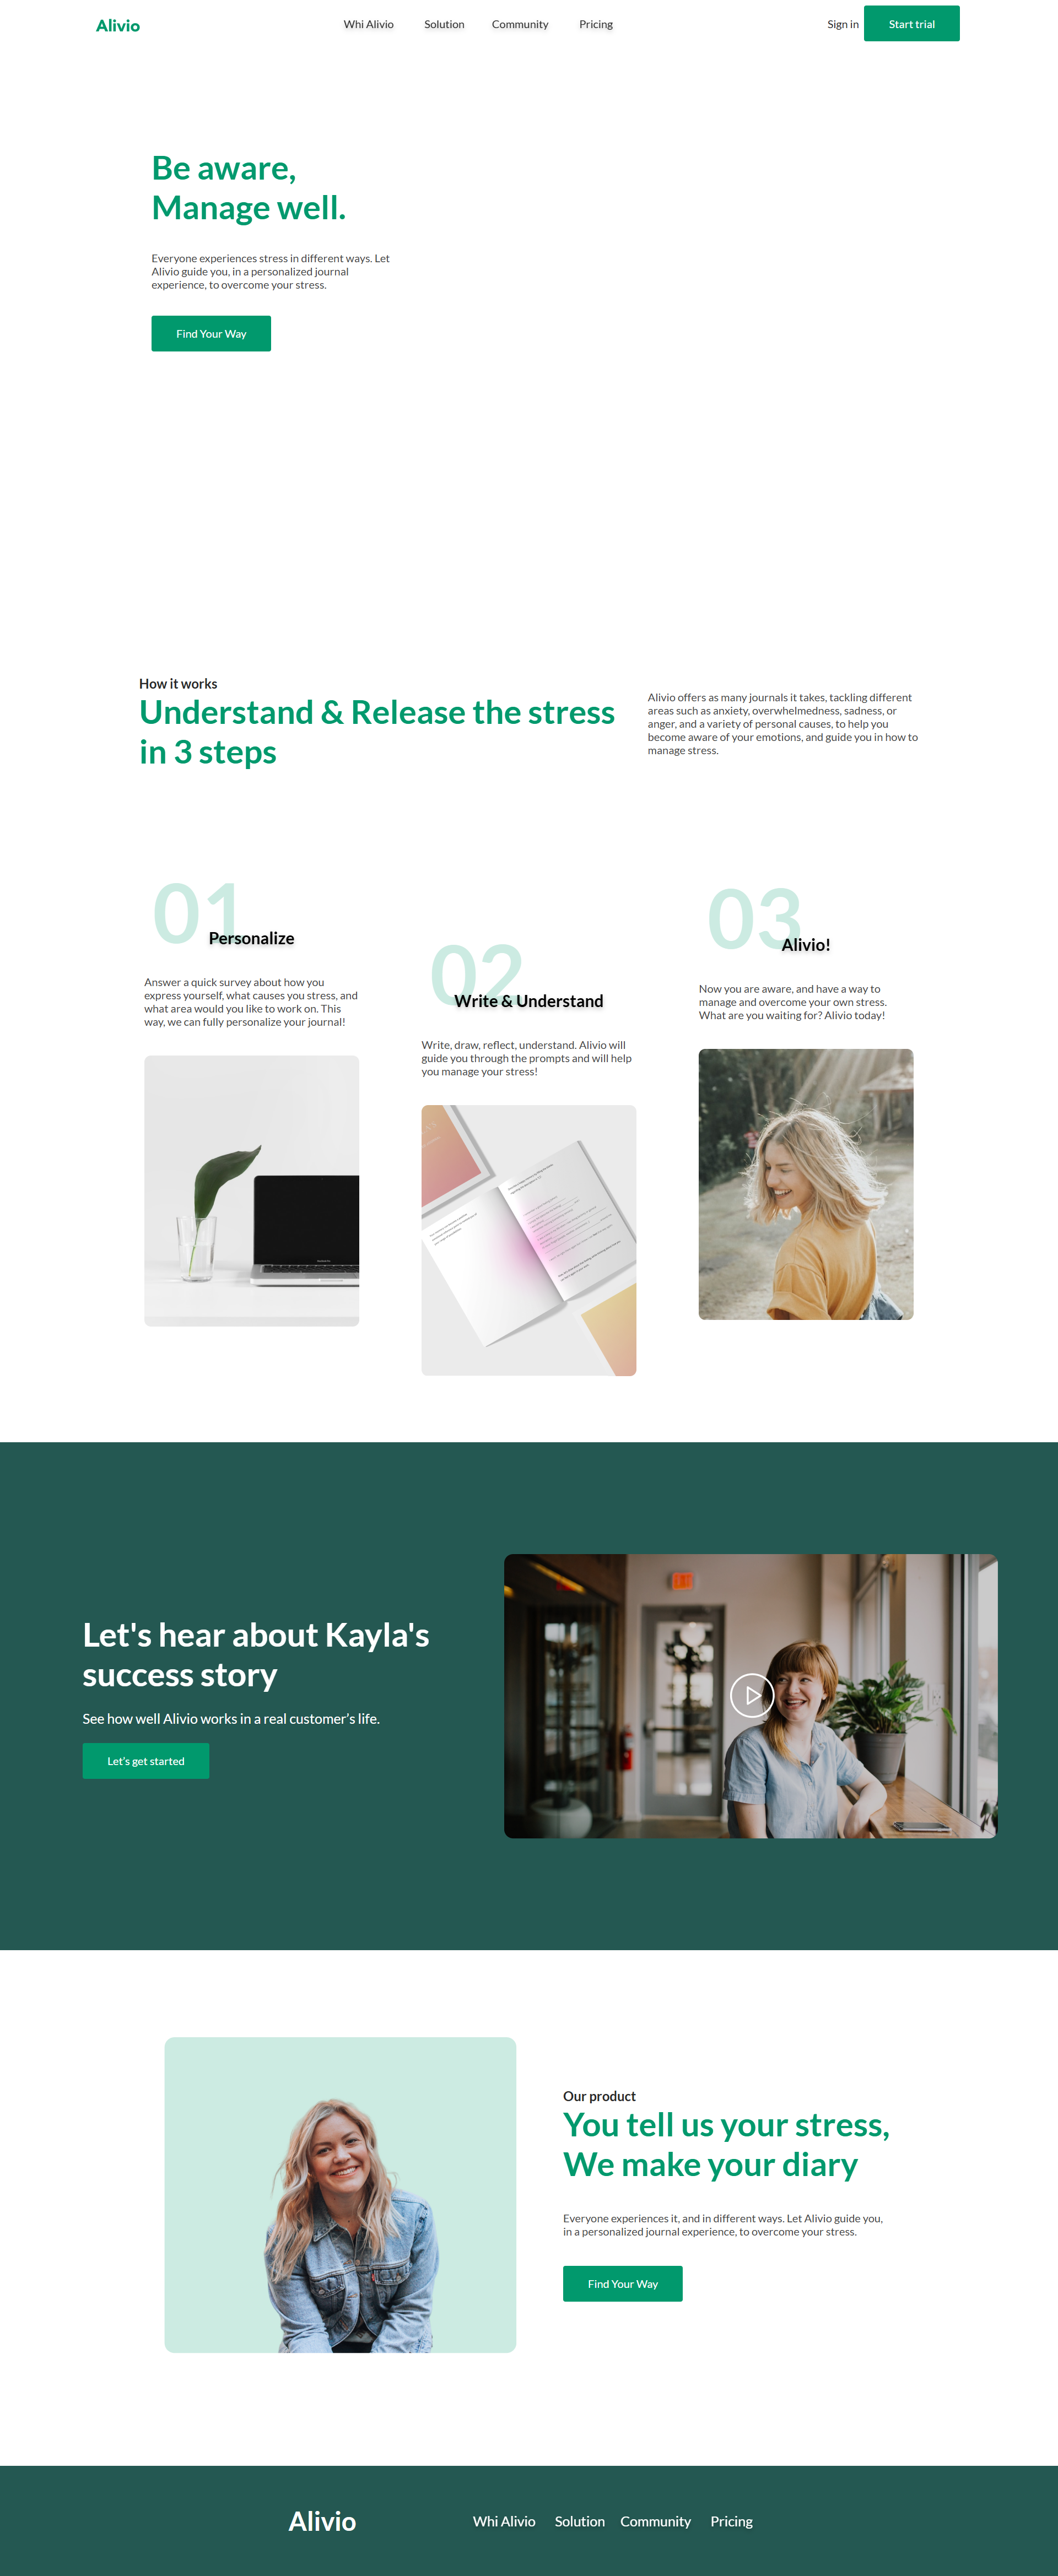 Alivio
Whi Alivio
Solution
Community
Pricing
Sign in
Start trial
Be aware,
Manage well.
Everyone experiences stress in different ways. Let
Alivio guide you, in a personalized journal
experience, to overcome your stress.
Find Your Way
How it works
Understand & Release the stress
in 3 steps
Alivio offers as many journals it takes, tackling different
areas such as anxiety, overwhelmedness, sadness, or
anger, and a variety of personal causes, to help you
become aware of your emotions, and guide you in how to
manage stress.
01
Personalize
Answer a quick survey about how you
express yourself, what causes you stress, and
what area would you like to work on. This
way, we can fully personalize your journal!
02
Write & Understand
Write, draw, reflect, understand. Alivio will
guide you through the prompts and will help
you manage your stress!
03
Alivio!
Now you are aware, and have a way to
manage and overcome your own stress.
What are you waiting for? Alivio today!
Let's hear about Kayla's
success story
See how well Alivio works in a real customer's life.
Let's get started
Our product
You tell us your stress,
We make your diary
Everyone experiences it, and in different ways. Let Alivio guide you,
in a personalized journal experience, to overcome your stress.
Find Your Way
Alivio
Whi Alivio
Solution
Community
Pricing